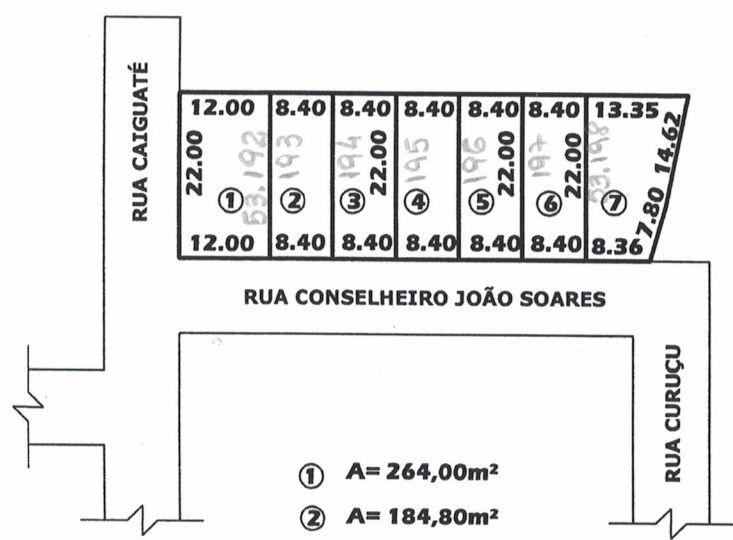 RUA CAIGUATÉ
12.00 8.40 8.40 8.40 8.40 8.40 13.35
22.00 53.192 193 194 22.00 195 196 22.00 197 22.00 53.198 14.62
① ② ③ ④ ⑤ ⑥ ⑦ 7.80
12.00 8.40 8.40 8.40 8.40 8.40 8.36
RUA CONSELHEIRO JOÃO SOARES
RUA CURUÇU
① A= 264,00m²
② A= 184,80m²